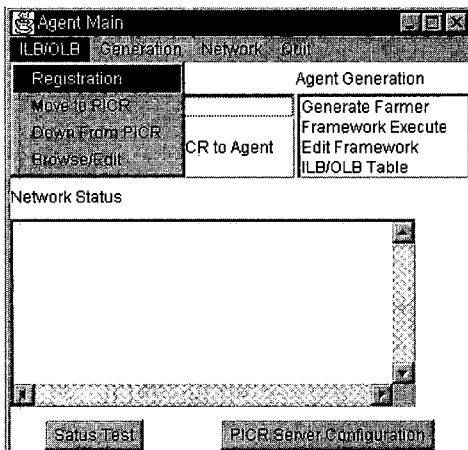 Agent Main
ILB/OLB Generation Network Quit
Registration
Move to PICR
Down From PICR
Browse/Edit
CR to Agent
Agent Generation
Generate Farmer
Framework Execute
Edit Framework
ILB/OLB Table
Network Status
Satus Test
PICR Server Configuration